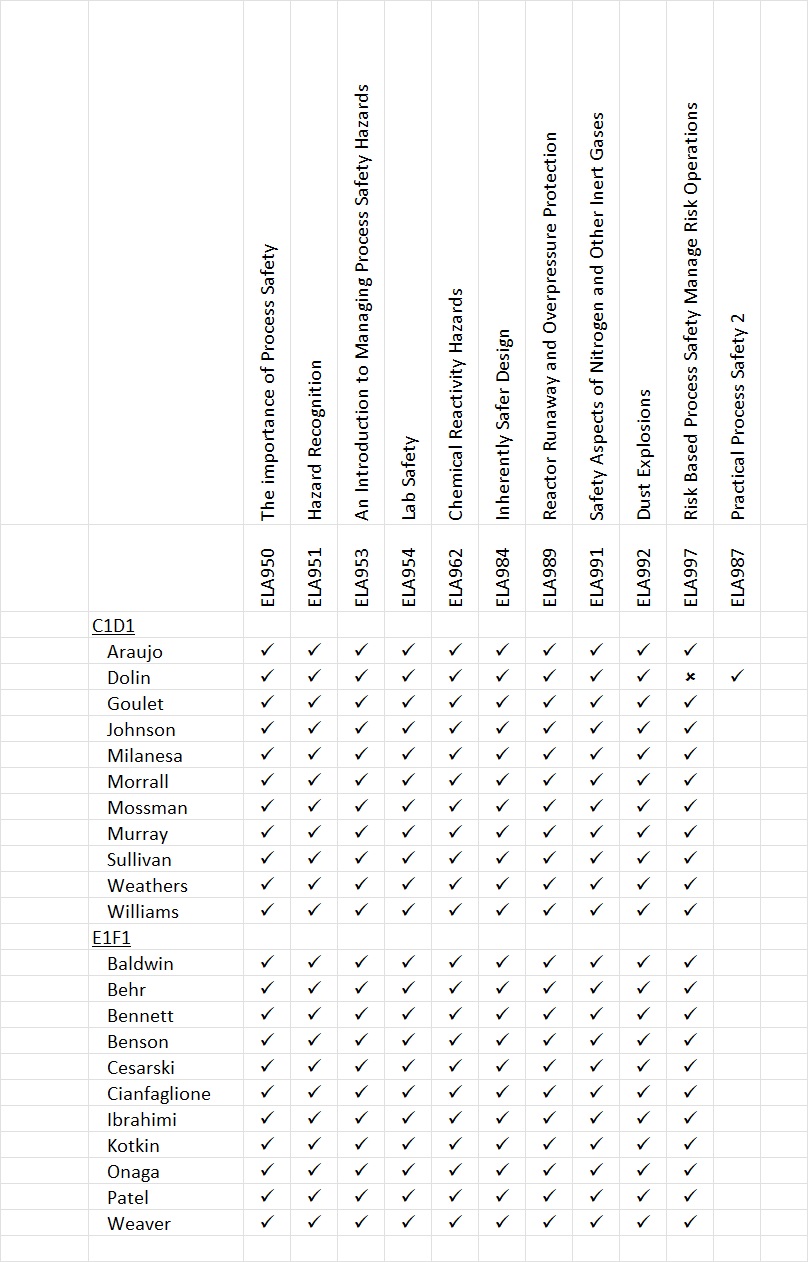 The importance of Process Safety
Hazard Recognition
An Introduction to Managing Process Safety Hazards
Lab Safety
Chemical Reactivity Hazards
Inherently Safer Design
Reactor Runaway and Overpressure Protection
Safety Aspects of Nitrogen and Other Inert Gases
Dust Explosions
Risk Based Process Safety Manage Risk Operations
Practical Process Safety 2
ELA950 ELA951 ELA953 ELA954 ELA962 ELA984 ELA989 ELA991 ELA992 ELA997 ELA987
C1D1
Araujo ✓ ✓ ✓ ✓ ✓ ✓ ✓ ✓ ✓ ✓
Dolin ✓ ✓ ✓ ✓ ✓ ✓ ✓ ✓ ✓ × ✓
Goulet ✓ ✓ ✓ ✓ ✓ ✓ ✓ ✓ ✓ ✓
Johnson ✓ ✓ ✓ ✓ ✓ ✓ ✓ ✓ ✓ ✓
Milanesa ✓ ✓ ✓ ✓ ✓ ✓ ✓ ✓ ✓ ✓
Morrall ✓ ✓ ✓ ✓ ✓ ✓ ✓ ✓ ✓ ✓
Mossman ✓ ✓ ✓ ✓ ✓ ✓ ✓ ✓ ✓ ✓
Murray ✓ ✓ ✓ ✓ ✓ ✓ ✓ ✓ ✓ ✓
Sullivan ✓ ✓ ✓ ✓ ✓ ✓ ✓ ✓ ✓ ✓
Weathers ✓ ✓ ✓ ✓ ✓ ✓ ✓ ✓ ✓ ✓
Williams ✓ ✓ ✓ ✓ ✓ ✓ ✓ ✓ ✓ ✓
E1F1
Baldwin ✓ ✓ ✓ ✓ ✓ ✓ ✓ ✓ ✓ ✓
Behr ✓ ✓ ✓ ✓ ✓ ✓ ✓ ✓ ✓ ✓
Bennett ✓ ✓ ✓ ✓ ✓ ✓ ✓ ✓ ✓ ✓
Benson ✓ ✓ ✓ ✓ ✓ ✓ ✓ ✓ ✓ ✓
Cesarski ✓ ✓ ✓ ✓ ✓ ✓ ✓ ✓ ✓ ✓
Cianfaglione ✓ ✓ ✓ ✓ ✓ ✓ ✓ ✓ ✓ ✓
Ibrahimi ✓ ✓ ✓ ✓ ✓ ✓ ✓ ✓ ✓ ✓
Kotkin ✓ ✓ ✓ ✓ ✓ ✓ ✓ ✓ ✓ ✓
Onaga ✓ ✓ ✓ ✓ ✓ ✓ ✓ ✓ ✓ ✓
Patel ✓ ✓ ✓ ✓ ✓ ✓ ✓ ✓ ✓ ✓
Weaver ✓ ✓ ✓ ✓ ✓ ✓ ✓ ✓ ✓ ✓